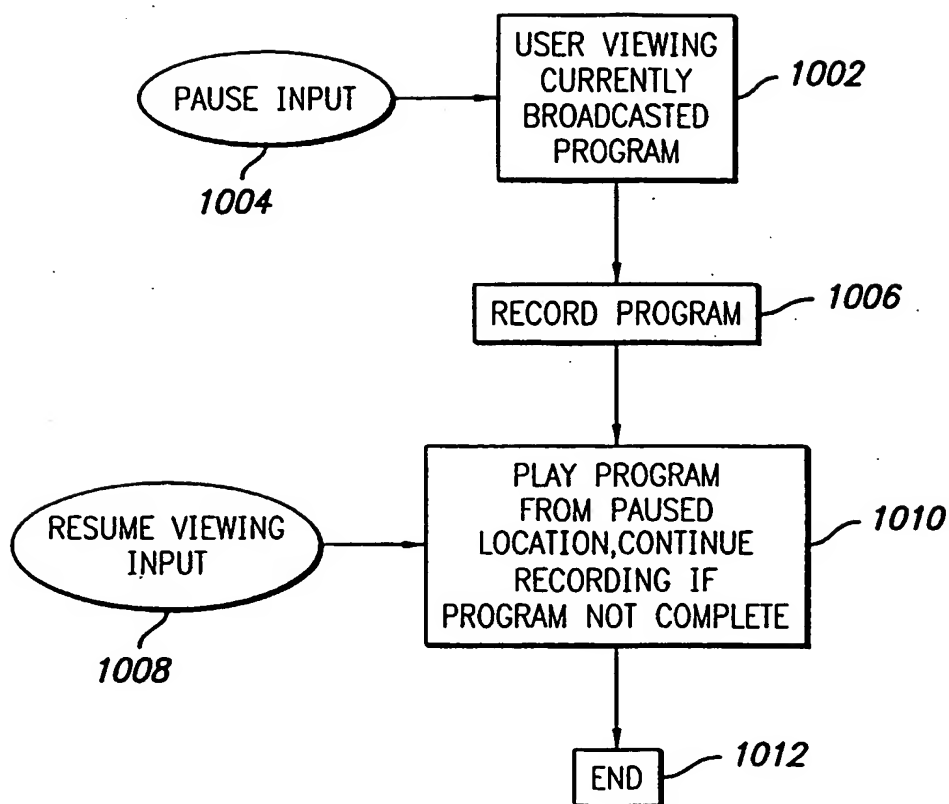 USER VIEWING
CURRENTLY
BROADCASTED
PROGRAM
1002
PAUSE INPUT
1004
RECORD PROGRAM
1006
PLAY PROGRAM
FROM PAUSED
LOCATION,CONTINUE
RECORDING IF
PROGRAM NOT COMPLETE
1010
RESUME VIEWING
INPUT
1008
END
1012